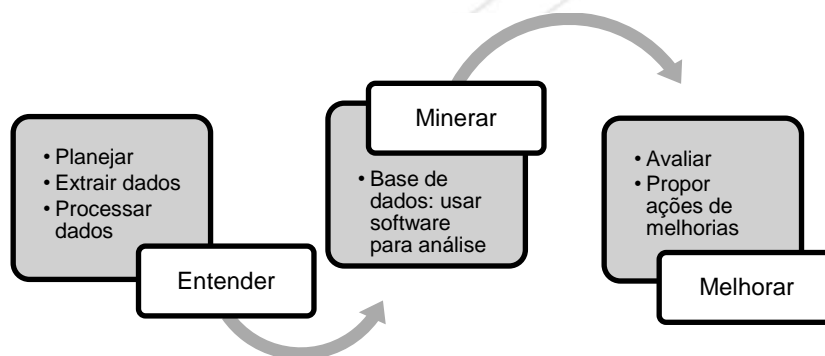 • Planejar
• Extrair dados
• Processar
dados
Entender
Minerar
• Base de
dados: usar
software
para análise
• Avaliar
• Propor
ações de
melhorias
Melhorar